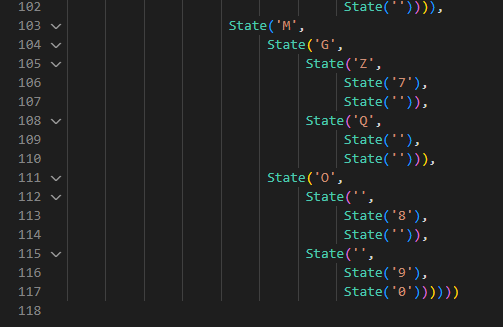 102 State('')))),
103 State('M',
104 State('G',
105 State('Z',
106 State('7'),
107 State('')),
108 State('Q',
109 State(''),
110 State(''))),
111 State('O',
112 State('',
113 State('8'),
114 State('')),
115 State('',
116 State('9'),
117 State('0'))))))
118